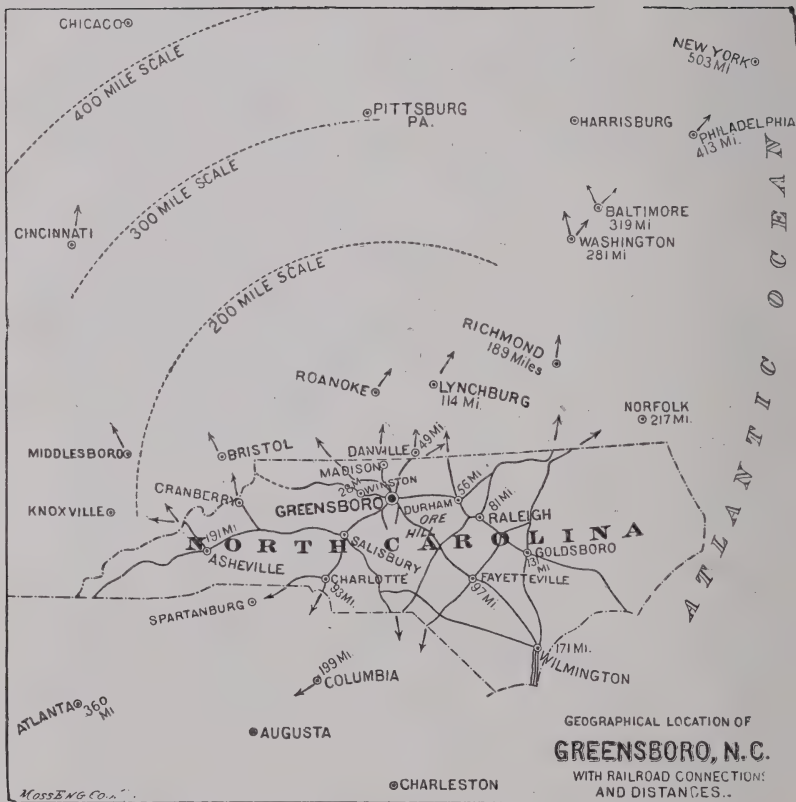 CHICAGO
NEW YORK
503 MI
400 MILE SCALE
PITTSBURG
PA.
HARRISBURG
PHILADELPHIA
413 Mi.
300 MILE SCALE
CINCINNATI
BALTIMORE
319 Mi
WASHINGTON
281 Mi
ATLANTIC OCEAN
200 MILE SCALE
RICHMOND
189 Miles
ROANOKE
LYNCHBURG
114 Mi.
NORFOLK
217 Mi.
MIDDLESBORO
BRISTOL
DANVILLE
49 Mi
MADISON
28 M
WINSTON
CRANBERRY
GREENSBORO
DURHAM
56 Mi.
KNOXVILLE
ORE
HILL
81 Mi.
RALEIGH
191 MI
NORTH CAROLINA
ASHEVILLE
SALISBURY
GOLDSBORO
MI
CHARLOTTE
93 Mi.
FAYETTEVILLE
97 Mi.
SPARTANBURG
171 Mi.
WILMINGTON
199 Mi.
COLUMBIA
ATLANTA
360
MI
AUGUSTA
CHARLESTON
GEOGRAPHICAL LOCATION OF
GREENSBORO, N.C.
WITH RAILROAD CONNECTIONS
AND DISTANCES..
MOSS ENG CO.